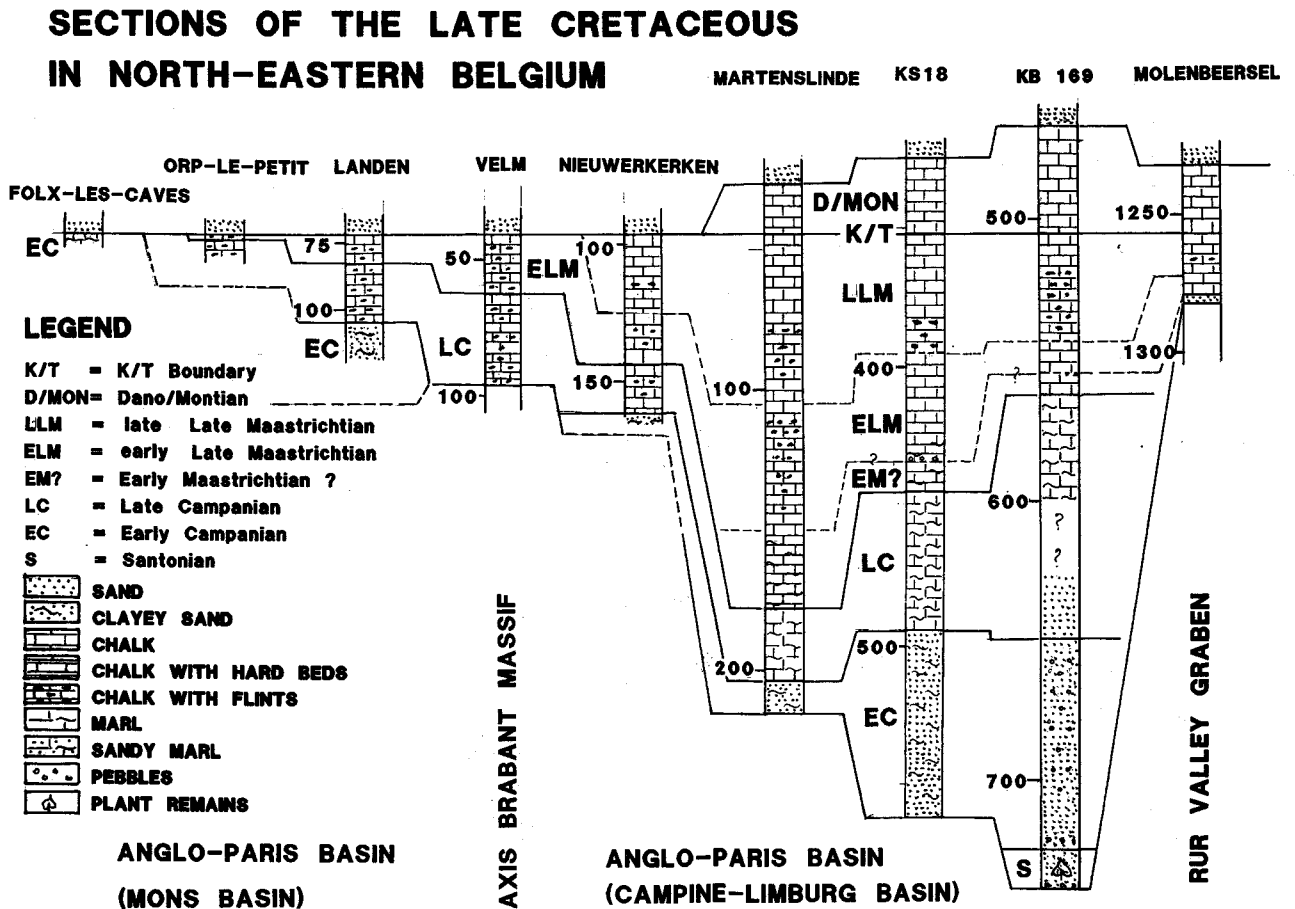 SECTIONS OF THE LATE CRETACEOUS
IN NORTH-EASTERN BELGIUM
MARTENSLINDE
KS18
KB 169
MOLENBEERSEL
ORP-LE-PETIT
LANDEN
VELM
NIEUWERKERKEN
FOLX-LES-CAVES
D/MON
K/T
500
1250
EC
75
50
100
ELM
LLM
100
EC
LC
100
150
100
400
1300
ELM
?
?
EM?
600
?
?
LC
500
200
EC
700
S
LEGEND
K/T = K/T Boundary
D/MON= Dano/Montian
LLM = late Late Maastrichtian
ELM = early Late Maastrichtian
EM? = Early Maastrichtian ?
LC = Late Campanian
EC = Early Campanian
S = Santonian
SAND
CLAYEY SAND
CHALK
CHALK WITH HARD BEDS
CHALK WITH FLINTS
MARL
SANDY MARL
PEBBLES
PLANT REMAINS
AXIS BRABANT MASSIF
RUR VALLEY GRABEN
ANGLO-PARIS BASIN
(MONS BASIN)
ANGLO-PARIS BASIN
(CAMPINE-LIMBURG BASIN)